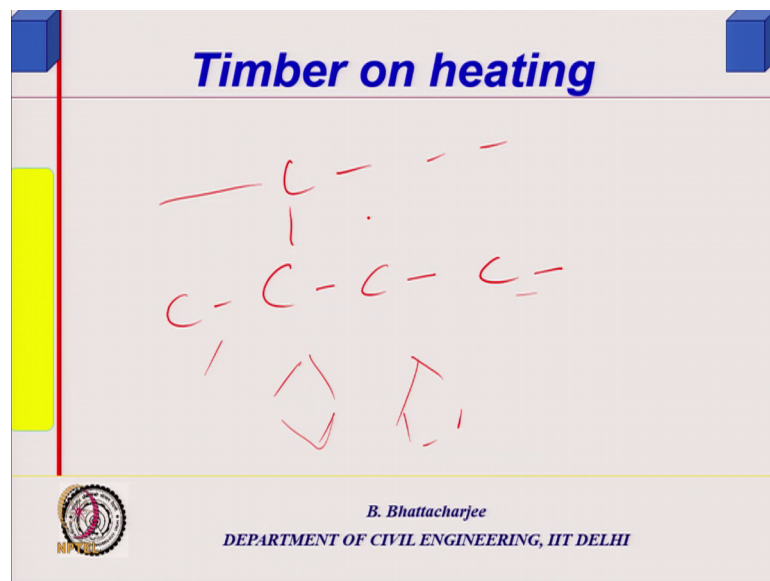 Timber on heating
C - - -
C - C - C - C -
NPTEL
B. Bhattacharjee
DEPARTMENT OF CIVIL ENGINEERING, IIT DELHI